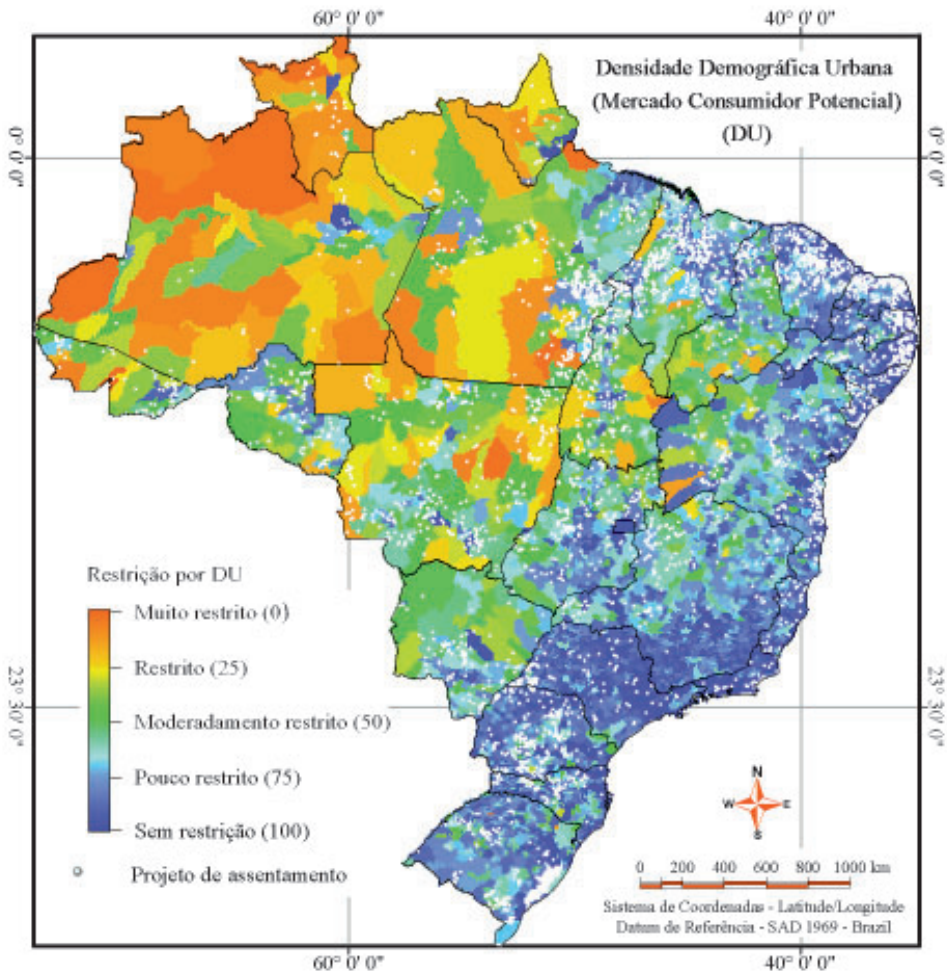 60° 0' 0"
40° 0' 0"
Densidade Demográfica Urbana
(Mercado Consumidor Potencial)
(DU)
0° 0' 0"
0° 0' 0"
Restrição por DU
Muito restrito (0)
Restrito (25)
Moderadamento restrito (50)
Pouco restrito (75)
Sem restrição (100)
Projeto de assentamento
23° 30' 0"
23° 30' 0"
N
W E
S
0 200 400 600 800 1000 km
Sistema de Coordenadas - Latitude/Longitude
Datum de Referência - SAD 1969 - Brazil
60° 0' 0"
40° 0' 0"